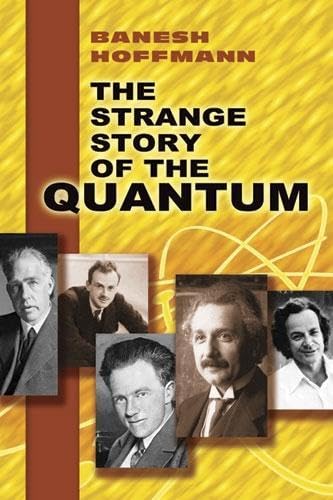 BANESH
HOFFMANN
THE
STRANGE
STORY
OF THE
QUANTUM